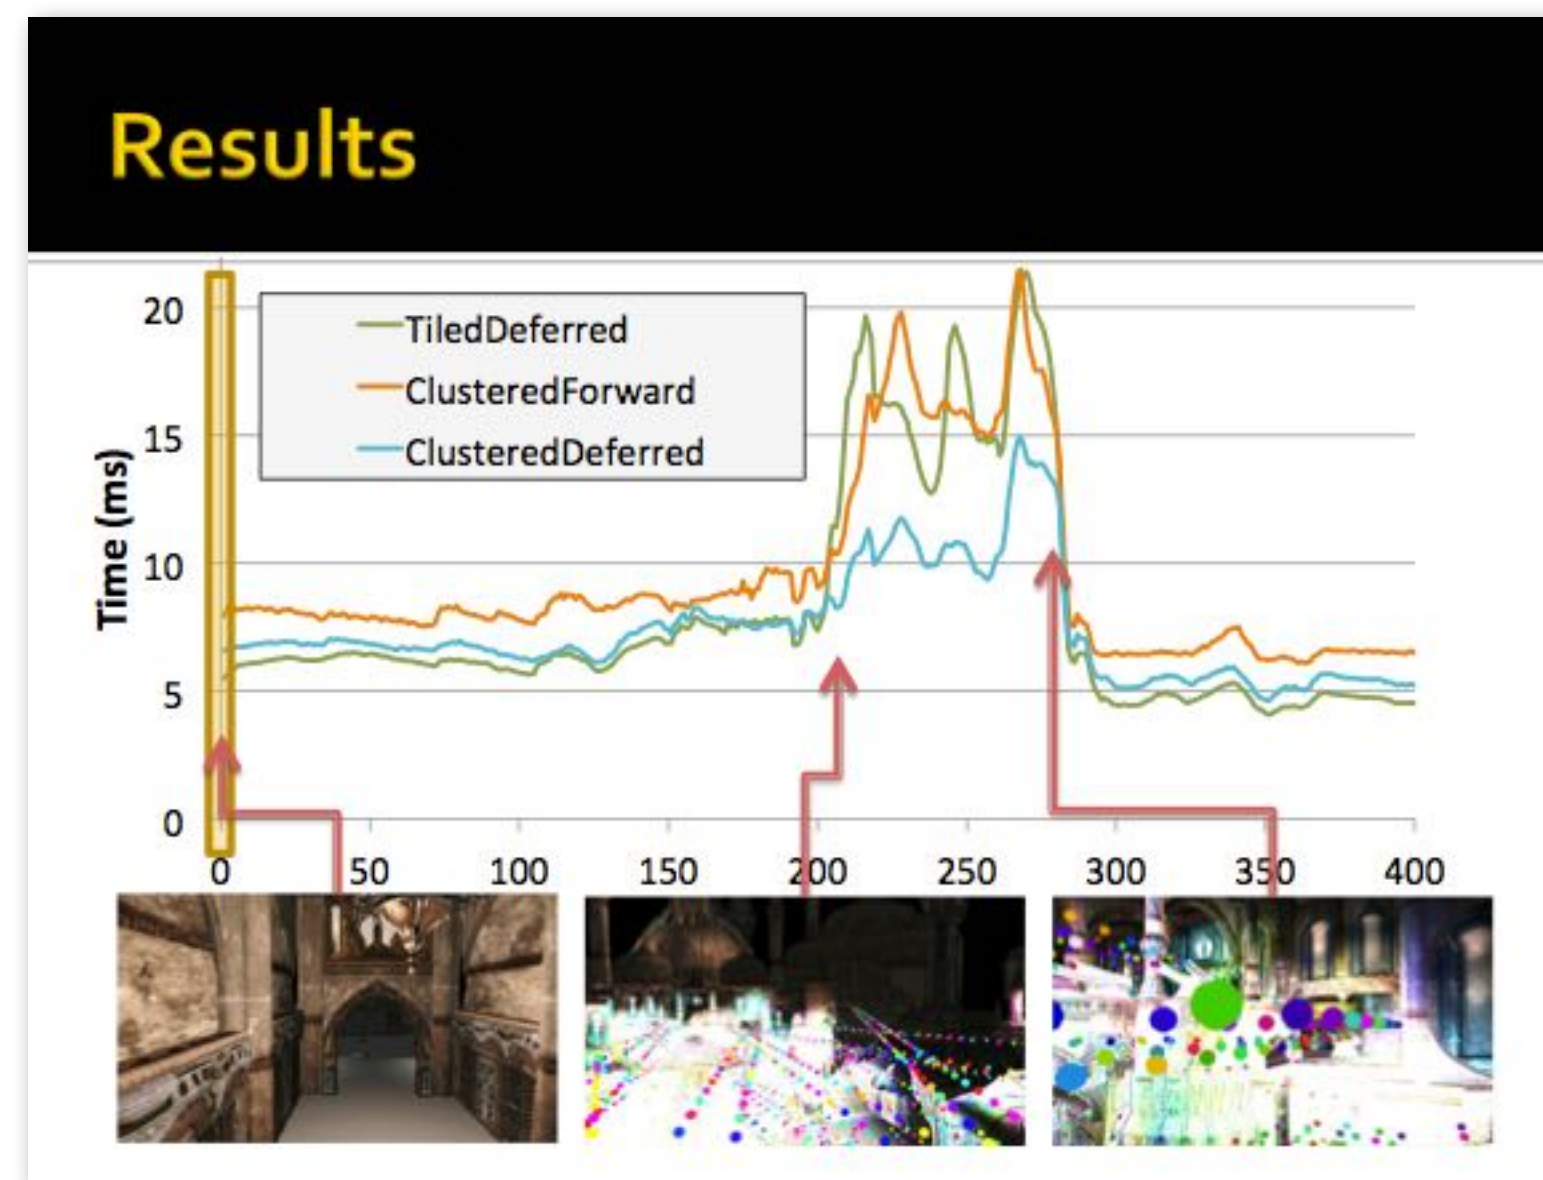 Results
20
15
10
5
0
Time (ms)
TiledDeferred
ClusteredForward
ClusteredDeferred
0 50 100 150 200 250 300 350 400